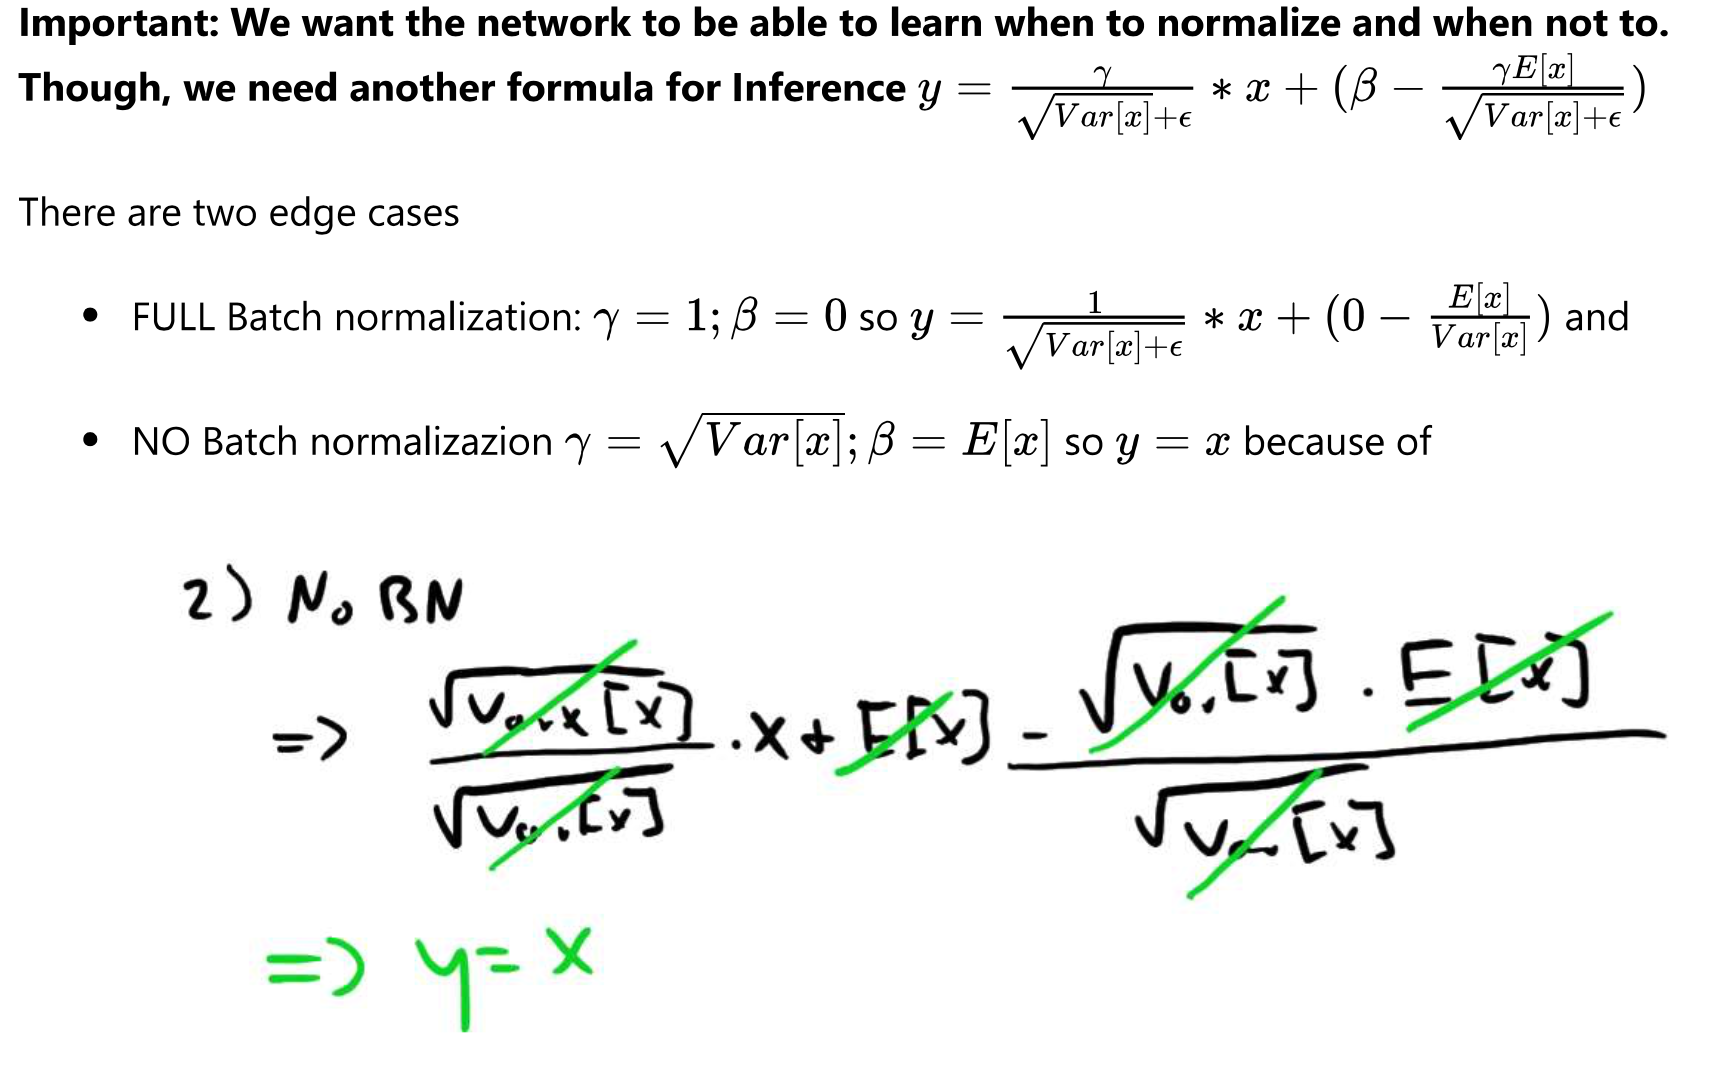 Important: We want the network to be able to learn when to normalize and when not to.
Though, we need another formula for Inference $y = \frac{\gamma}{\sqrt{Var[x]}+\epsilon} * x + (\beta - \frac{\gamma E[x]}{\sqrt{Var[x]+\epsilon}})$
There are two edge cases
• FULL Batch normalization: $\gamma = 1; \beta = 0$ so $y = \frac{1}{\sqrt{Var[x]+\epsilon}} * x + (0 - \frac{E[x]}{Var[x]})$ and
• NO Batch normalizazion $\gamma = \sqrt{Var[x]}; \beta = E[x]$ so $y = x$ because of
2) No BN
$=> \frac{\sqrt{Varx[x]}}{\sqrt{Var[x]}} \cdot x + E[x] - \frac{\sqrt{Var[x]} \cdot E[x]}{\sqrt{Var[x]}}$
=> y = x